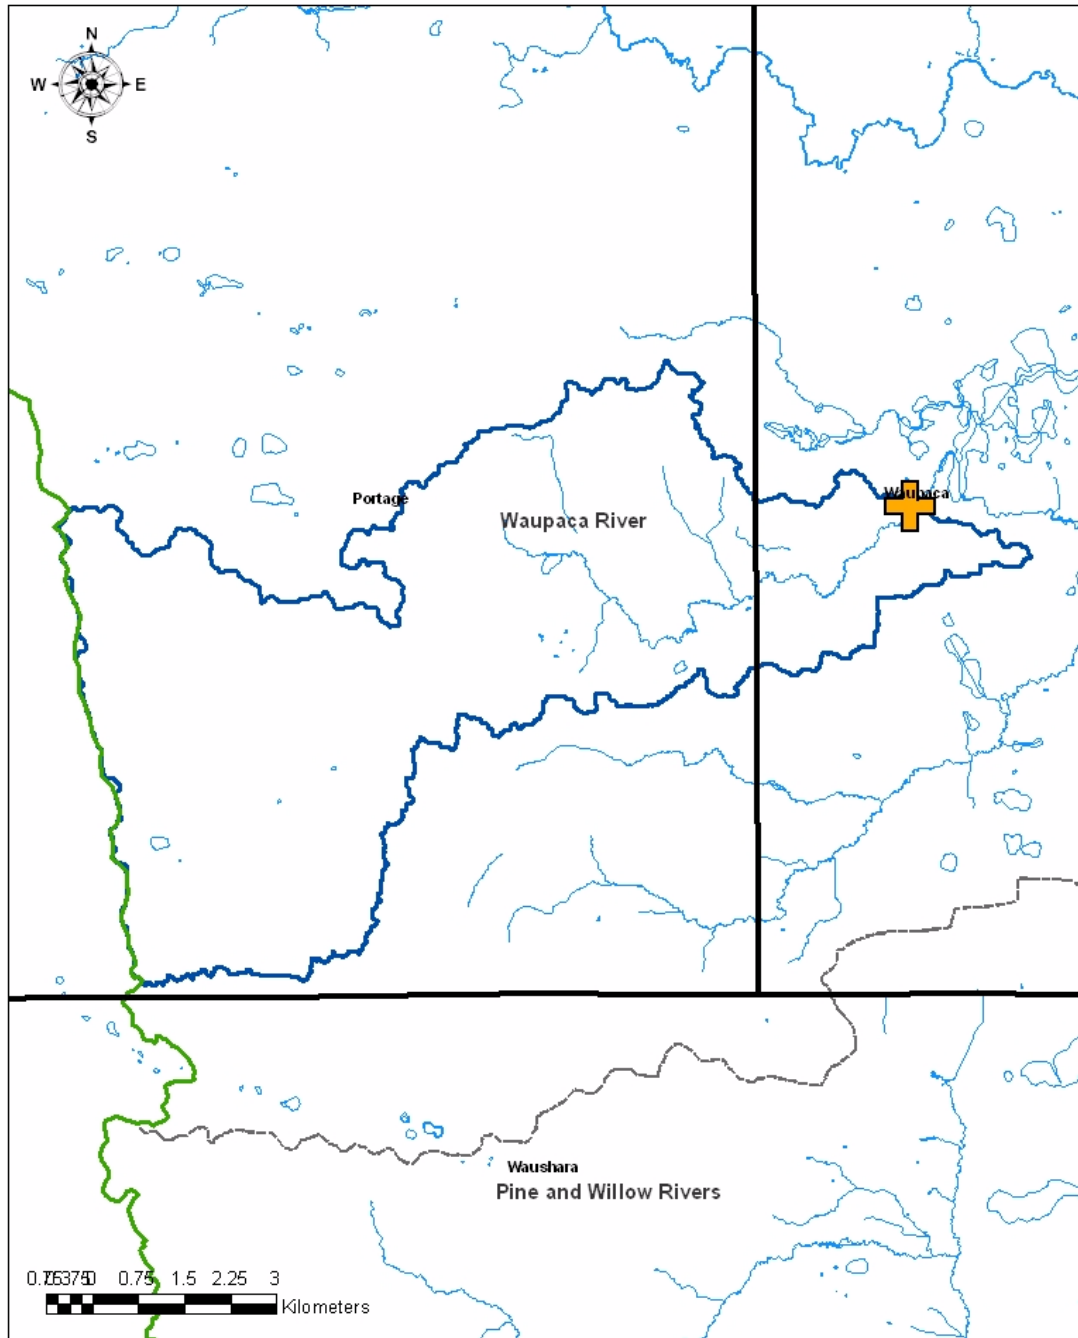 N
W E
S
Portage
Waupaca
Waupaca River
Waushara
Pine and Willow Rivers
0.75 1.5 2.25 3
Kilometers